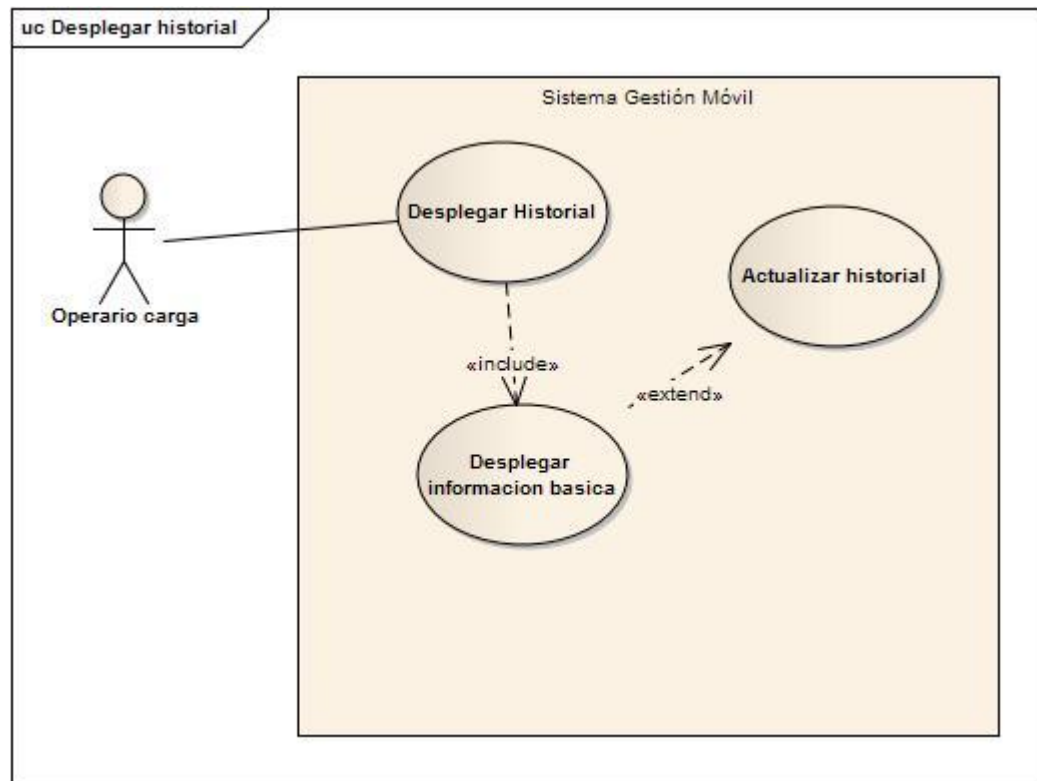 uc Desplegar historial
Sistema Gestión Móvil
Desplegar Historial
Actualizar historial
Operario carga
«include»
«extend»
Desplegar
informacion basica